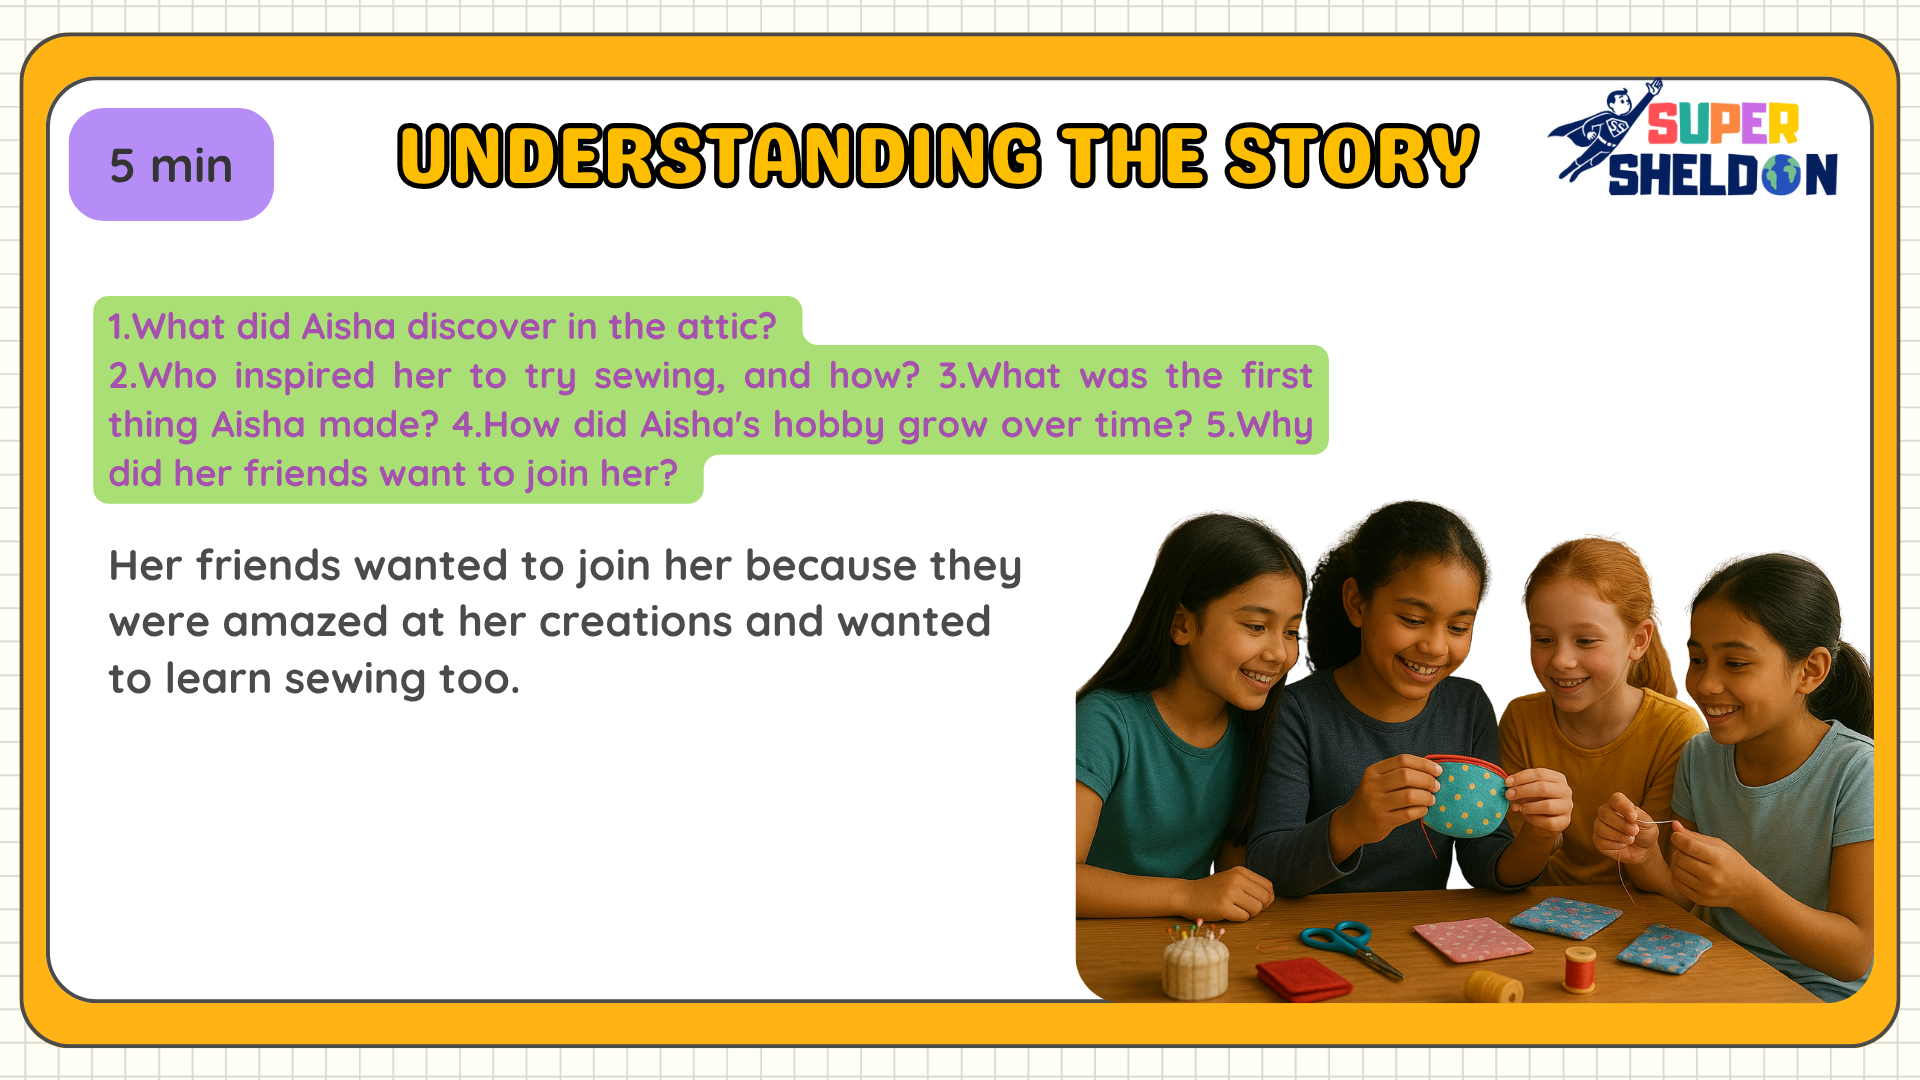 5 min
UNDERSTANDING THE STORY
SUPER
SHELDON
1.What did Aisha discover in the attic?
2.Who inspired her to try sewing, and how? 3.What was the first
thing Aisha made? 4.How did Aisha's hobby grow over time? 5.Why
did her friends want to join her?
Her friends wanted to join her because they
were amazed at her creations and wanted
to learn sewing too.